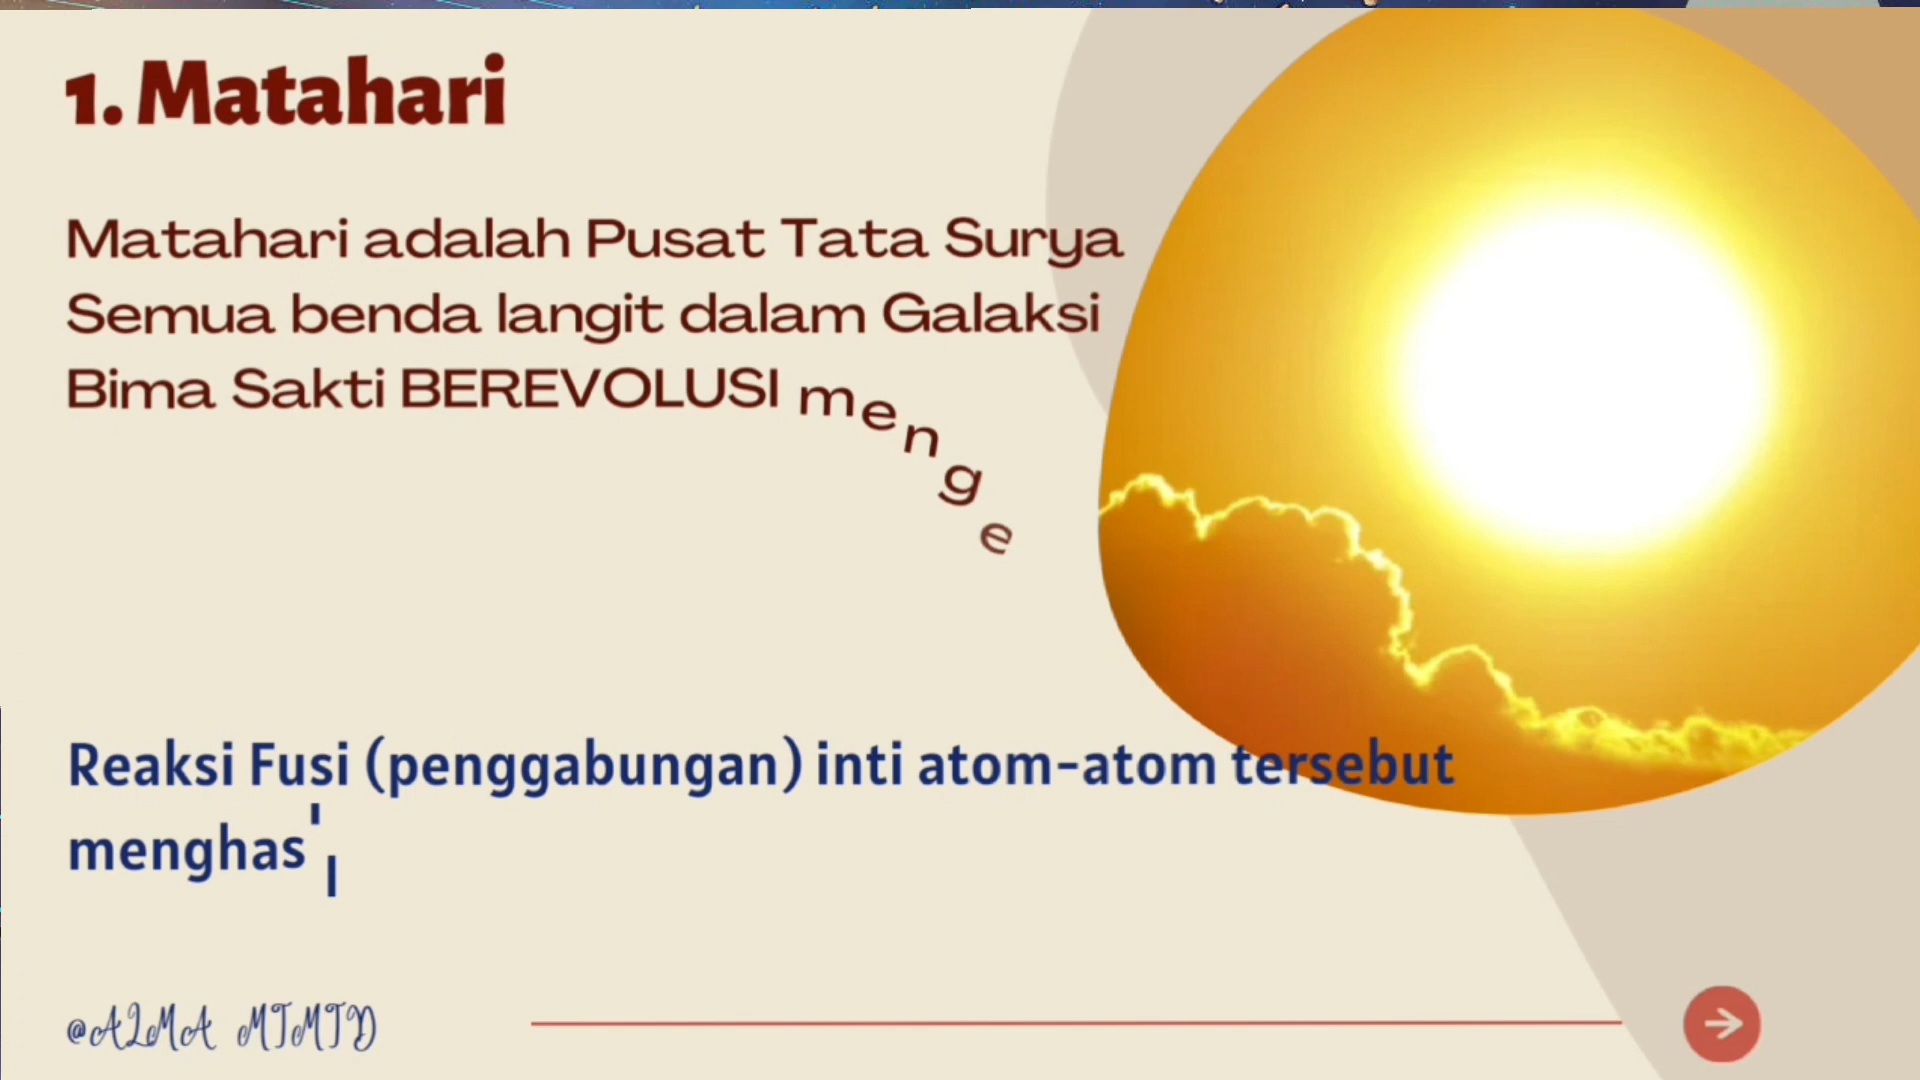 1. Matahari
Matahari adalah Pusat Tata Surya
Semua benda langit dalam Galaksi
Bima Sakti BEREVOLUSI menge
Reaksi Fusi (penggabungan) inti atom-atom tersebut
menghasil
@ALMA MTMTD